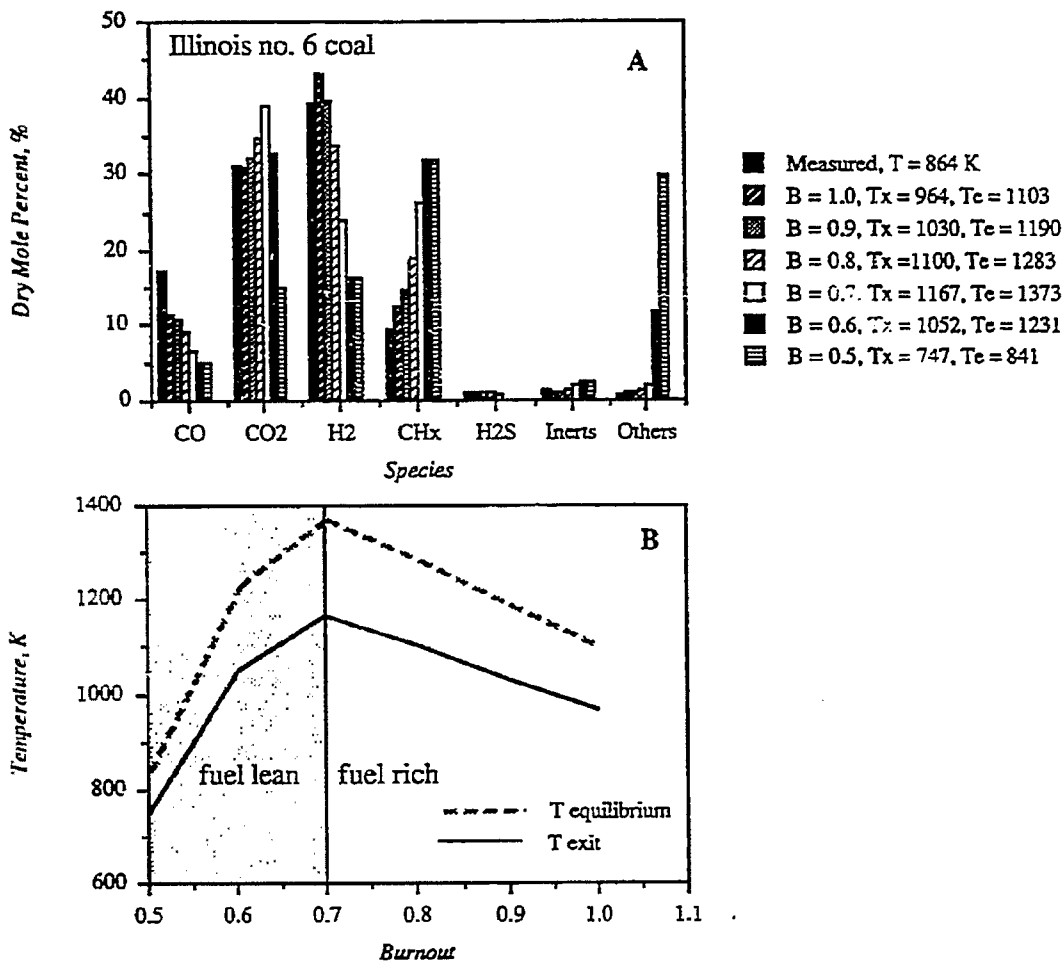 Illinois no. 6 coal
A
Dry Mole Percent, %
50
40
30
20
10
0
CO CO2 H2 CHx H2S Inerts Others
Species
Measured, T = 864 K
B = 1.0, Tx = 964, Te = 1103
B = 0.9, Tx = 1030, Te = 1190
B = 0.8, Tx =1100, Te = 1283
B = 0.7, Tx = 1167, Te = 1373
B = 0.6, Tx = 1052, Te = 1231
B = 0.5, Tx = 747, Te = 841
B
Temperature, K
1400
1200
1000
800
600
fuel lean
fuel rich
T equilibrium
T exit
0.5 0.6 0.7 0.8 0.9 1.0 1.1
Burnout